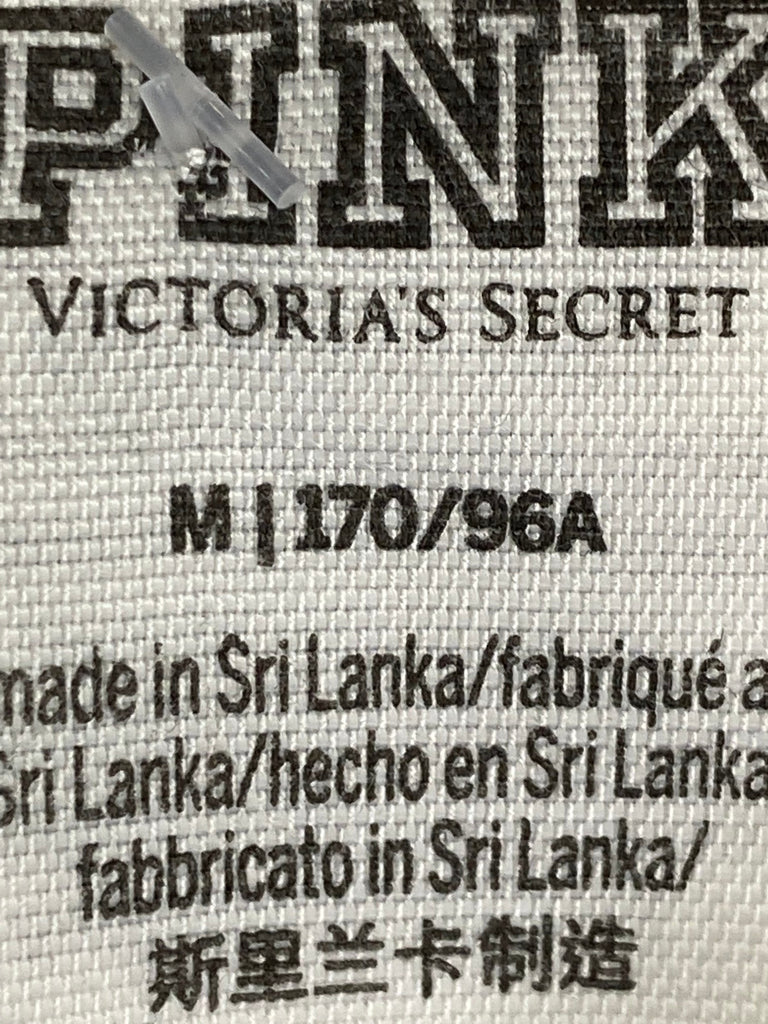 PINK
VICTORIA'S SECRET
M | 170/96A
made in Sri Lanka/fabriqué a
Sri Lanka/hecho en Sri Lanka
fabbricato in Sri Lanka/
斯里兰卡制造